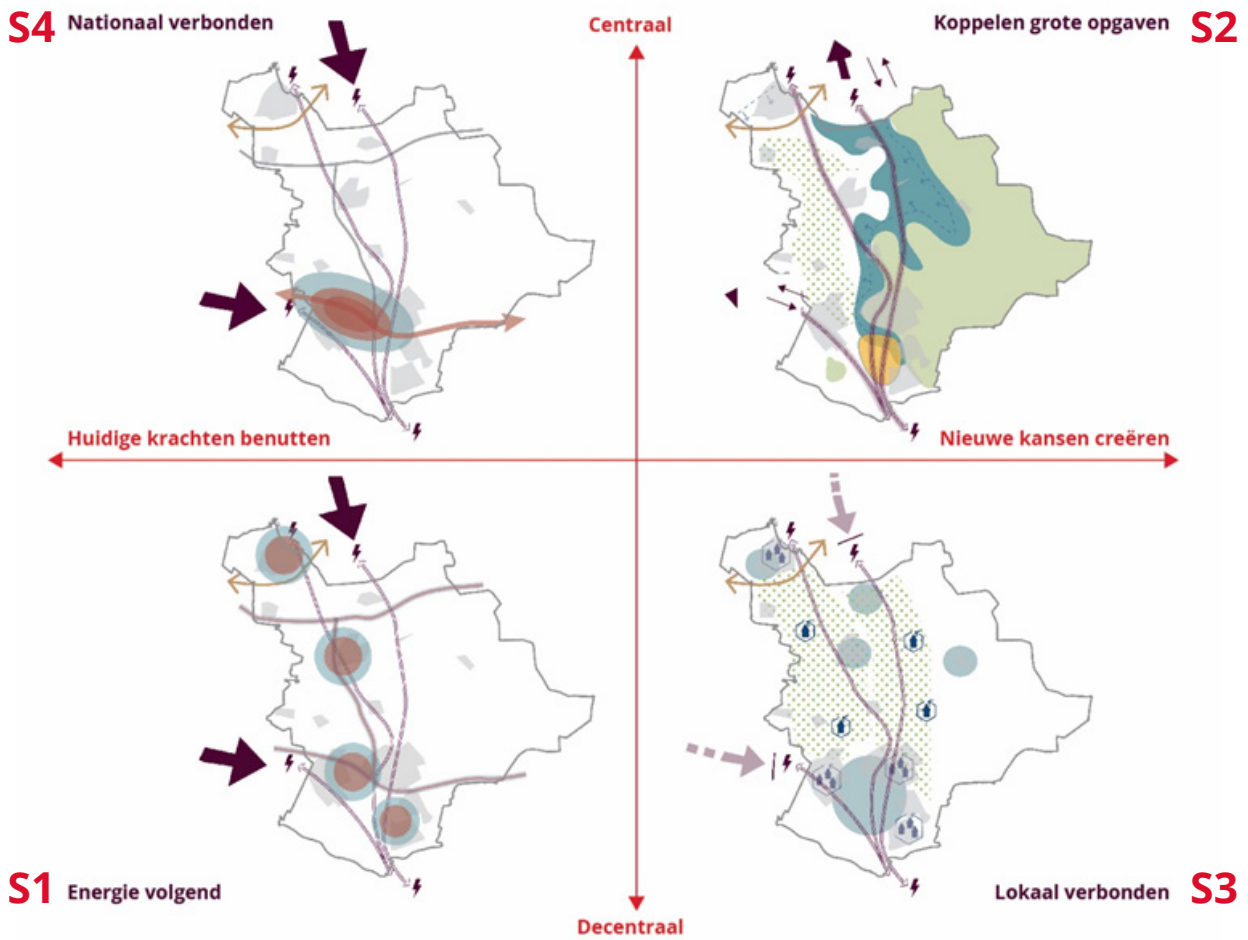 S4 Nationaal verbonden
Centraal
Koppelen grote opgaven S2
Huidige krachten benutten
Nieuwe kansen creëren
S1 Energie volgend
Decentraal
Lokaal verbonden S3